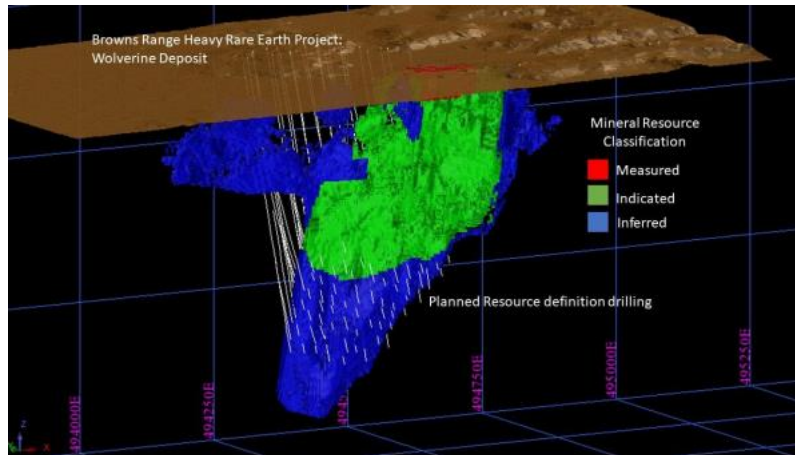 Browns Range Heavy Rare Earth Project:
Wolverine Deposit
Mineral Resource
Classification
Measured
Indicated
Inferred
Planned Resource definition drilling
494000E
494250E
494750E
495000E
495250E
Z
X